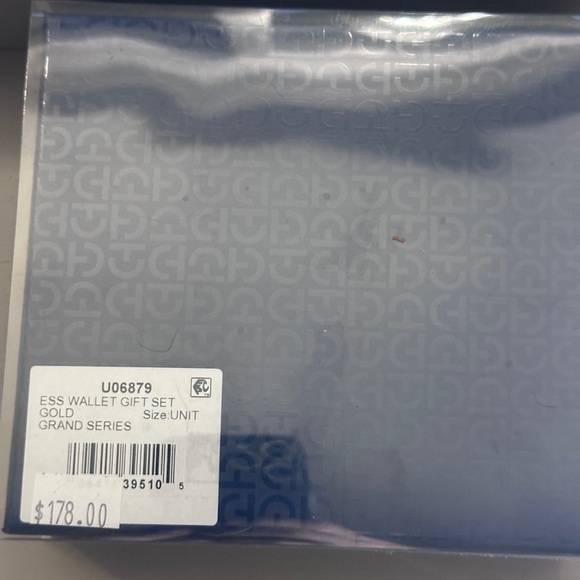 U06879
ESS WALLET GIFT SET
GOLD Size:UNIT
GRAND SERIES
39510 5
$178.00